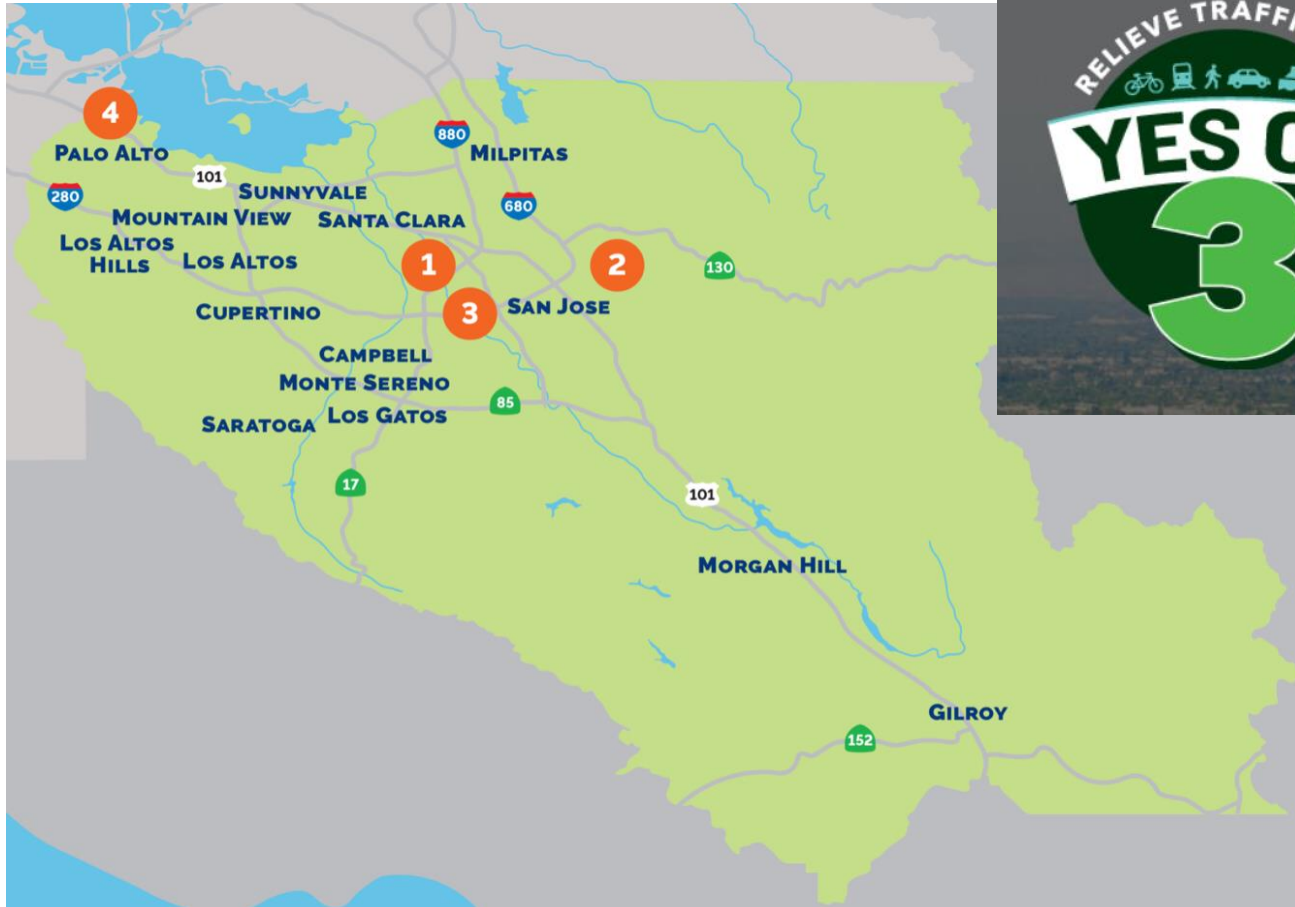 4
PALO ALTO
880
MILPITAS
101
280
SUNNYVALE
680
MOUNTAIN VIEW
SANTA CLARA
LOS ALTOS
HILLS
LOS ALTOS
1
2
130
CUPERTINO
3
SAN JOSE
CAMPBELL
MONTE SERENO
85
SARATOGA
LOS GATOS
17
101
MORGAN HILL
GILROY
152
RELIEVE
YES
3